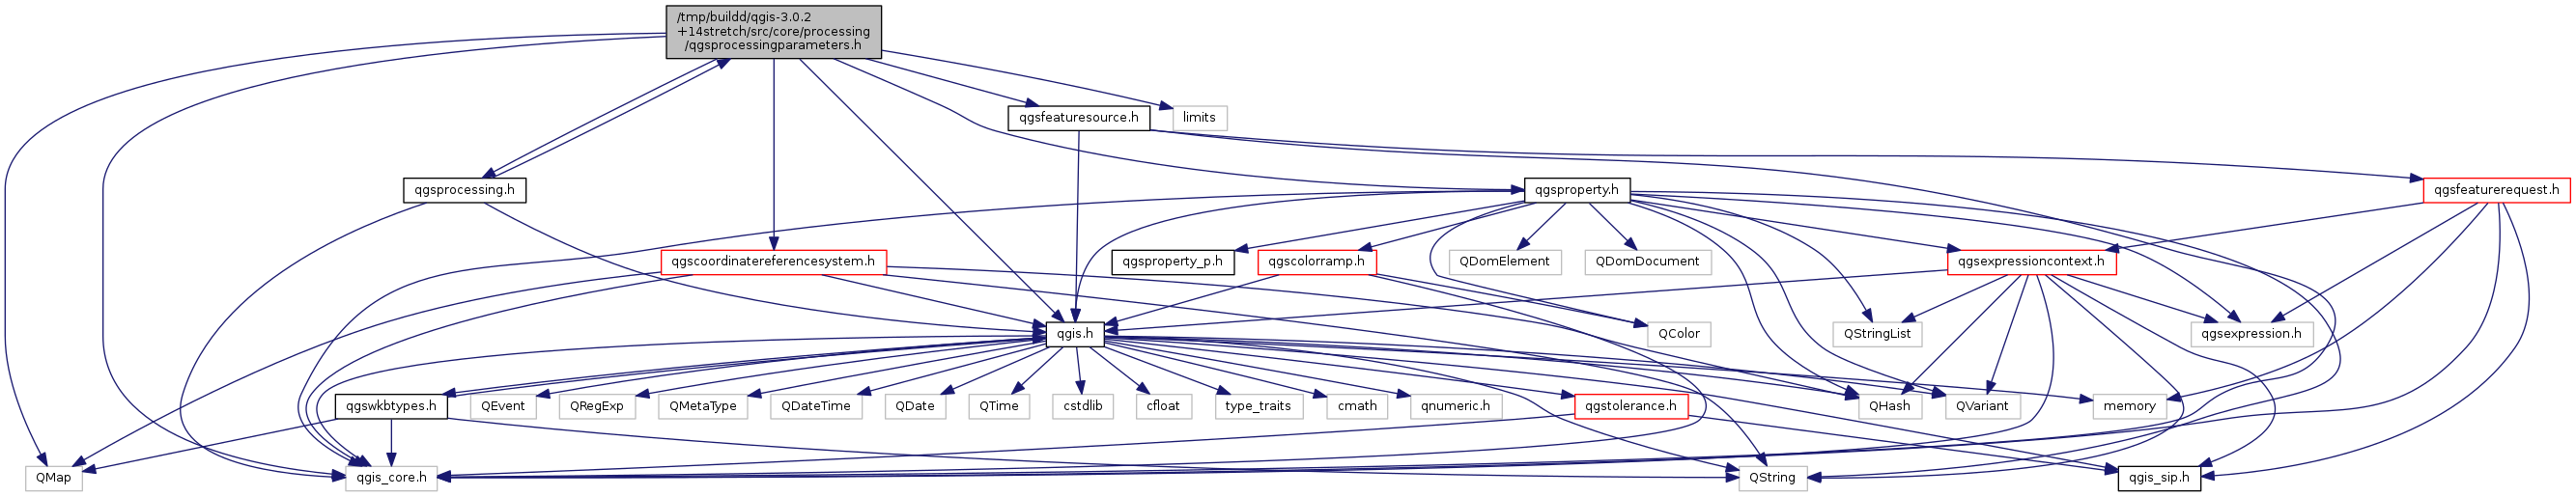 /tmp/buildd/qgis-3.0.2
+14stretch/src/core/processing
/qgsprocessingparameters.h
qgsfeaturesource.h
limits
qgsprocessing.h
qgsproperty.h
qgsfeaturerequest.h
qgscoordinatereferencesystem.h
qgsproperty_p.h
qgscolorramp.h
QDomElement
QDomDocument
qgsexpressioncontext.h
qgis.h
QColor
QStringList
qgsexpression.h
qgswkbtypes.h
QEvent
QRegExp
QMetaType
QDateTime
QDate
QTime
cstdlib
cfloat
type_traits
cmath
qnumeric.h
qgstolerance.h
QHash
QVariant
memory
QMap
qgis_core.h
QString
qgis_sip.h